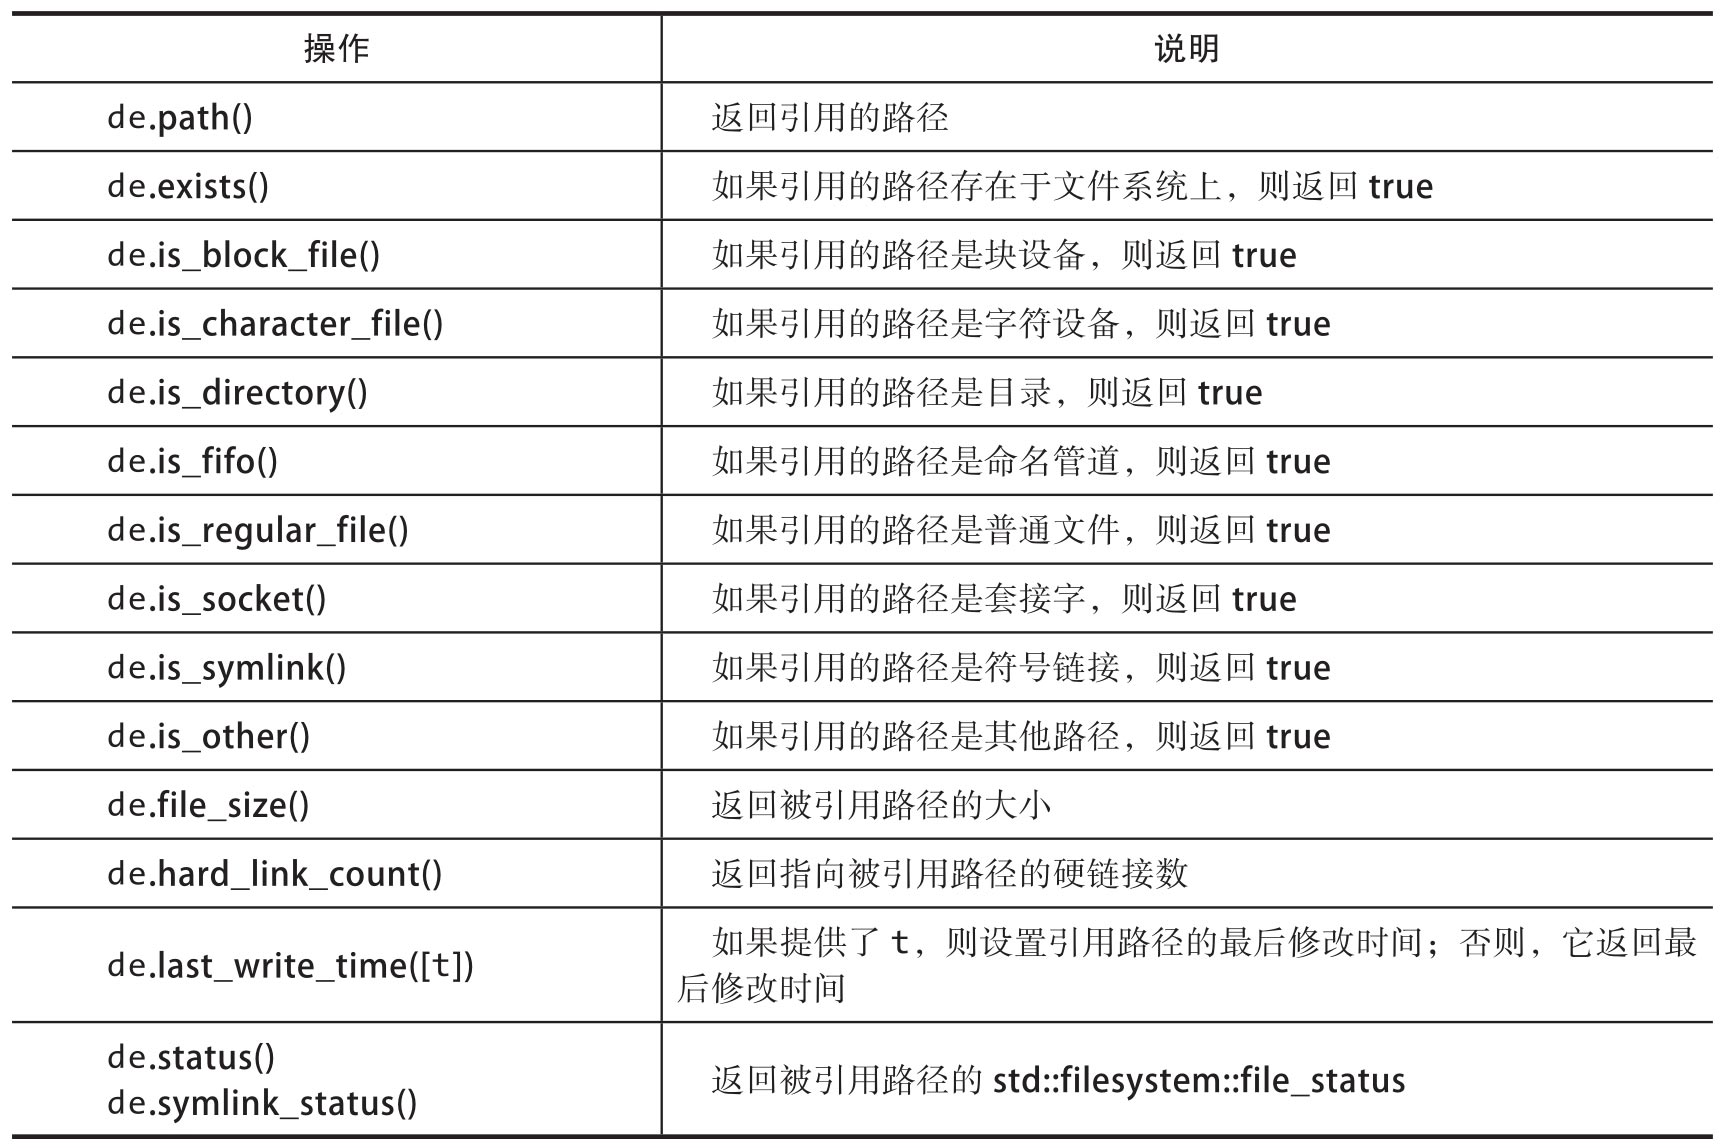 操作 说明
de.path() 返回引用的路径
de.exists() 如果引用的路径存在于文件系统上，则返回 true
de.is_block_file() 如果引用的路径是块设备，则返回 true
de.is_character_file() 如果引用的路径是字符设备，则返回 true
de.is_directory() 如果引用的路径是目录，则返回 true
de.is_fifo() 如果引用的路径是命名管道，则返回 true
de.is_regular_file() 如果引用的路径是普通文件，则返回 true
de.is_socket() 如果引用的路径是套接字，则返回 true
de.is_symlink() 如果引用的路径是符号链接，则返回 true
de.is_other() 如果引用的路径是其他路径，则返回 true
de.file_size() 返回被引用路径的大小
de.hard_link_count() 返回指向被引用路径的硬链接数
de.last_write_time([t]) 如果提供了 t，则设置引用路径的最后修改时间；否则，它返回最
后修改时间
de.status()
de.symlink_status() 返回被引用路径的 std::filesystem::file_status